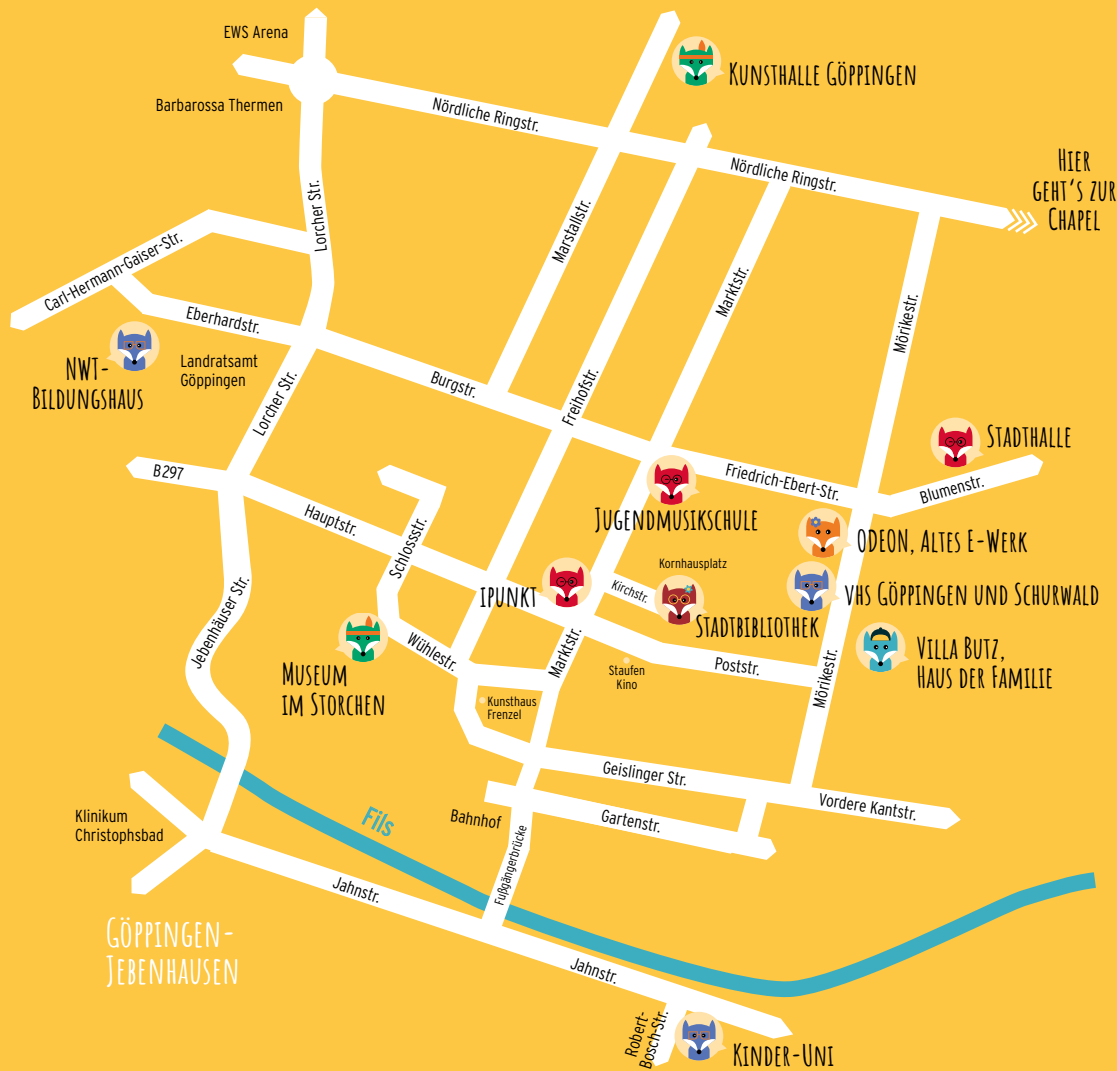 EWS Arena
Barbarossa Thermen
KUNSTHALLE GÖPPINGEN
Nördliche Ringstr.
Nördliche Ringstr.
HIER
GEHT'S ZUR
CHAPEL
Lorcher Str.
Marstallstr.
Carl-Hermann-Gaiser-Str.
Marktstr.
Mörikestr.
Eberhardstr.
NWT-
BILDUNGSHAUS
Landratsamt
Göppingen
Lorcher Str.
Burgstr.
Freihofstr.
STADTHALLE
B297
Friedrich-Ebert-Str.
Blumenstr.
Hauptstr.
Schlossstr.
JUGENDMUSIKSCHULE
ODEON, ALTES E-WERK
Kornhausplatz
IPUNKT
Kirchstr.
STADTBIBLIOTHEK
VHS GÖPPINGEN UND SCHURWALD
Jebenhäuser Str.
MUSEUM
IM STORCHEN
Wühlestr.
Marktstr.
Staufen
Kino
Poststr.
Mörikestr.
VILLA BUTZ,
HAUS DER FAMILIE
Kunsthaus
Frenzel
Geislinger Str.
Vordere Kantstr.
Klinikum
Christophsbad
Fils
Bahnhof
Gartenstr.
Fußgängerbrücke
Jahnstr.
GÖPPINGEN-
JEBENHAUSEN
Jahnstr.
Robert-
Bosch-Str.
KINDER-UNI